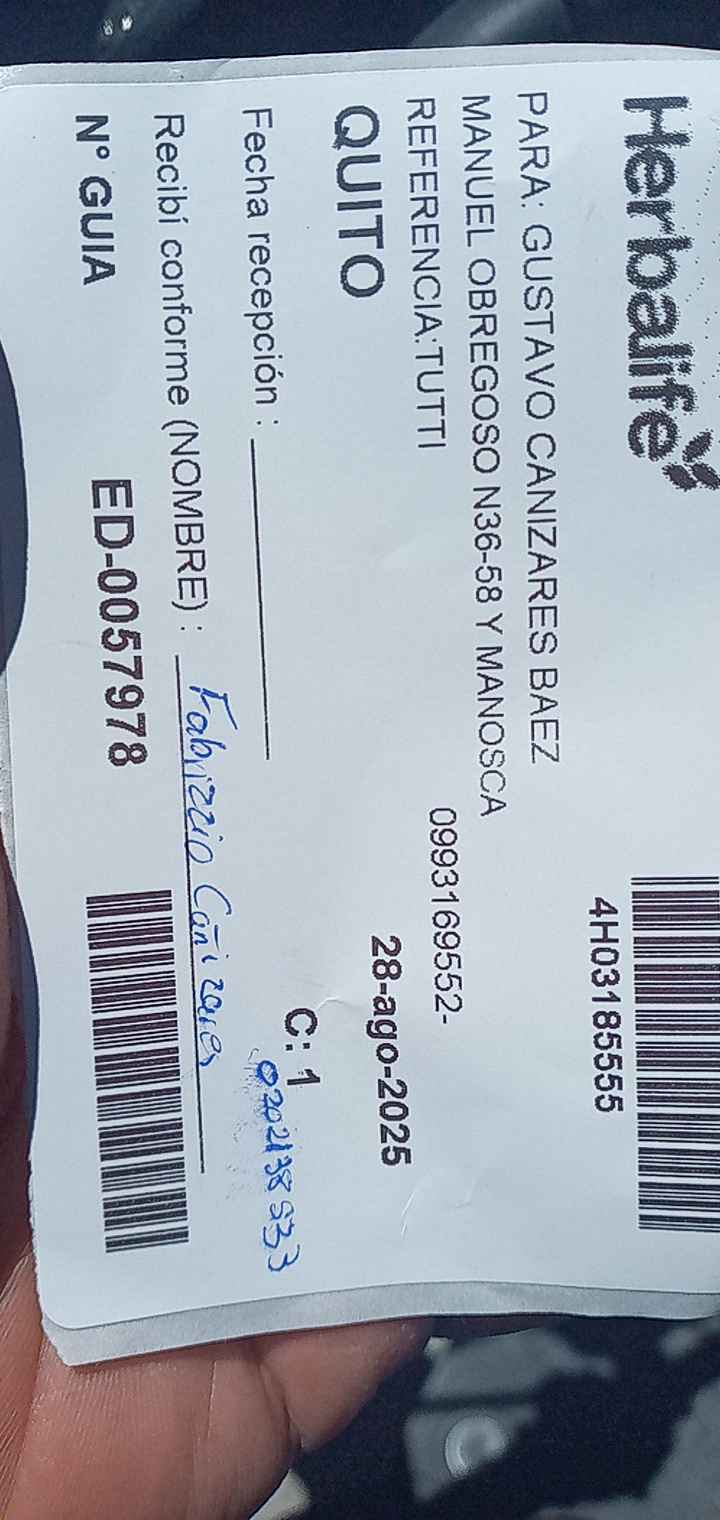 Herbalife
4H03185555
PARA: GUSTAVO CANIZARES BAEZ
MANUEL OBREGOSO N36-58 Y MANOSCA
REFERENCIA:TUTTI
0993169552-
QUITO
28-ago-2025
Fecha recepción :
C: 1
Recibí conforme (NOMBRE) : Fabrizzio Cañizares
N° GUIA
ED-0057978